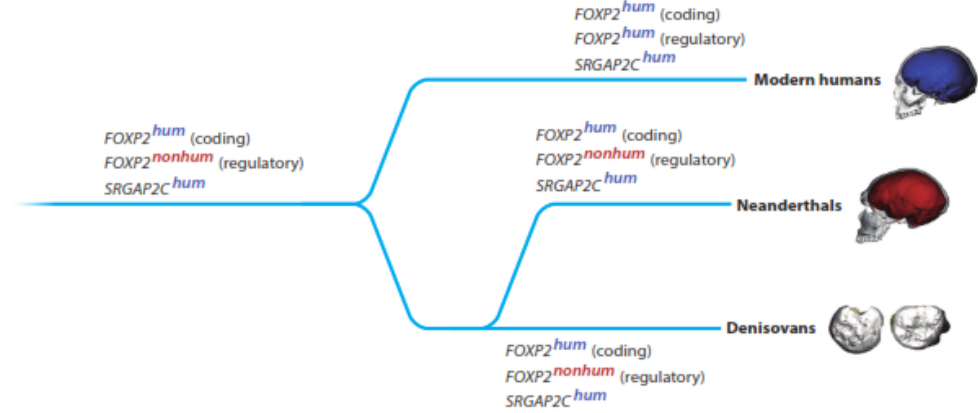 FOXP2hum (coding)
FOXP2hum (regulatory)
SRGAP2Chum
Modern humans
FOXP2hum (coding)
FOXP2nonhum (regulatory)
SRGAP2Chum
FOXP2hum (coding)
FOXP2nonhum (regulatory)
SRGAP2Chum
Neanderthals
Denisovans
FOXP2hum (coding)
FOXP2nonhum (regulatory)
SRGAP2Chum